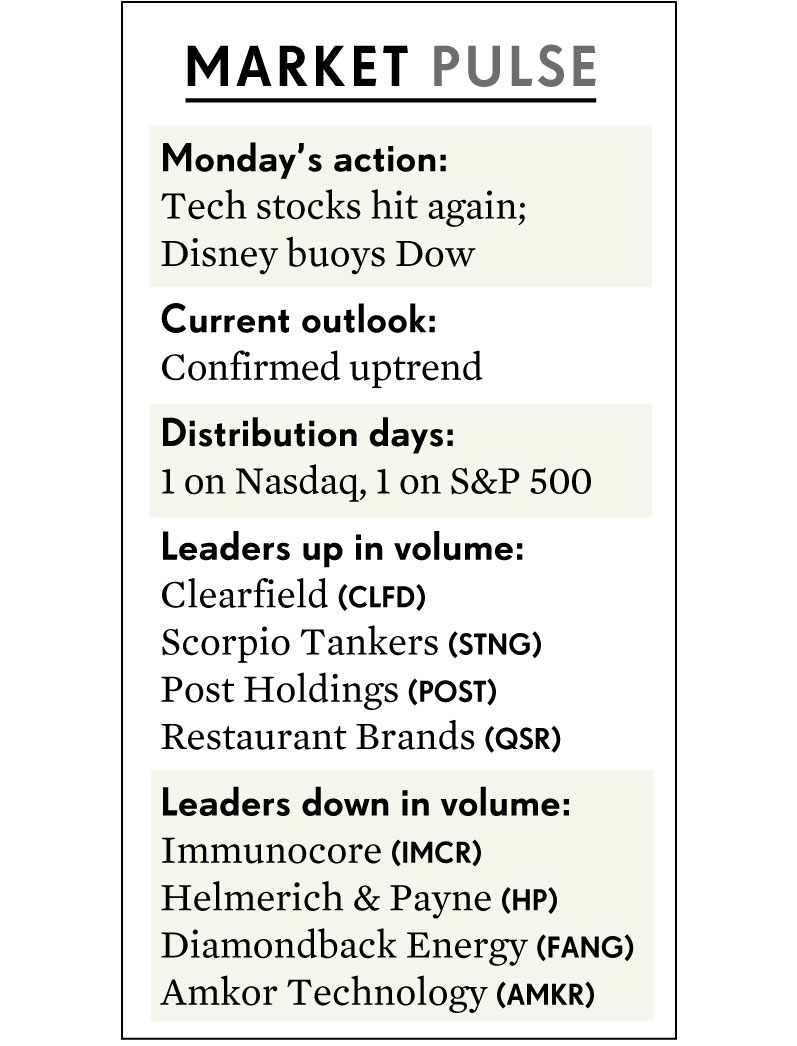 MARKET PULSE
Monday’s action:
Tech stocks hit again;
Disney buoys Dow
Current outlook:
Confirmed uptrend
Distribution days:
1 on Nasdaq, 1 on S&P 500
Leaders up in volume:
Clearfield (CLFD)
Scorpio Tankers (STNG)
Post Holdings (POST)
Restaurant Brands (QSR)
Leaders down in volume:
Immunocore (IMCR)
Helmerich & Payne (HP)
Diamondback Energy (FANG)
Amkor Technology (AMKR)